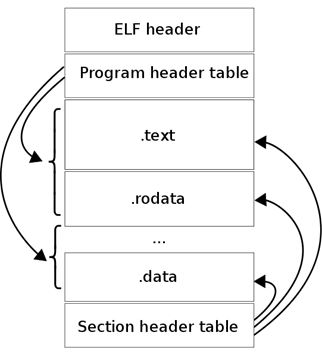 ELF header
Program header table
.text
.rodata
...
.data
Section header table